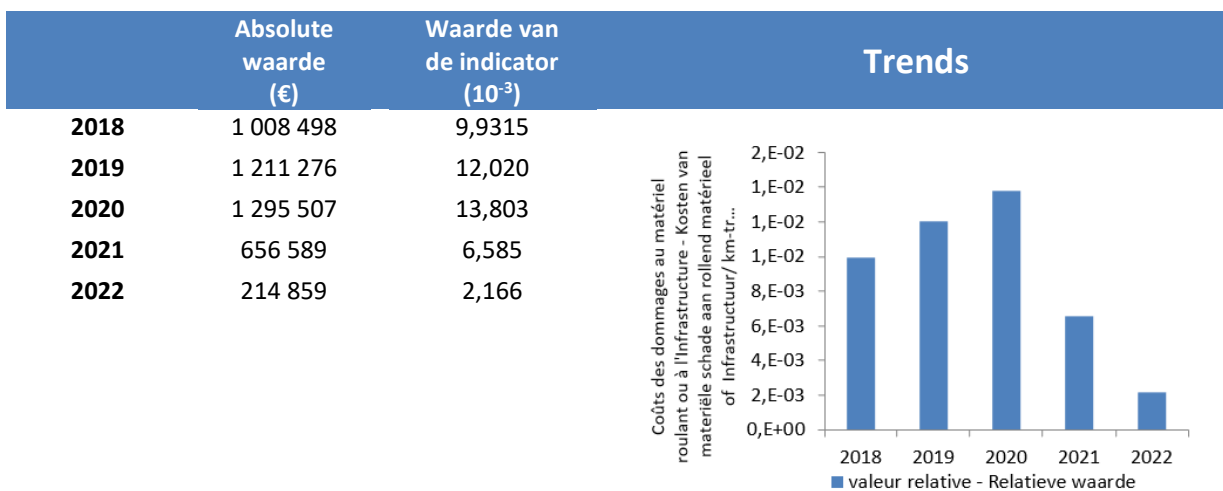 Absolute
waarde
(€)
Waarde van
de indicator
(10-3)
Trends
2018 1 008 498 9,9315
2019 1 211 276 12,020
2020 1 295 507 13,803
2021 656 589 6,585
2022 214 859 2,166
Coûts des dommages au matériel
roulant ou à l'Infrastructure - Kosten van
materiële schade aan rollend matérieel
of Infrastructuur/ km-tr...
2,E-02
1,E-02
1,E-02
1,E-02
8,E-03
6,E-03
4,E-03
2,E-03
0,E+00
2018 2019 2020 2021 2022
valeur relative - Relatieve waarde